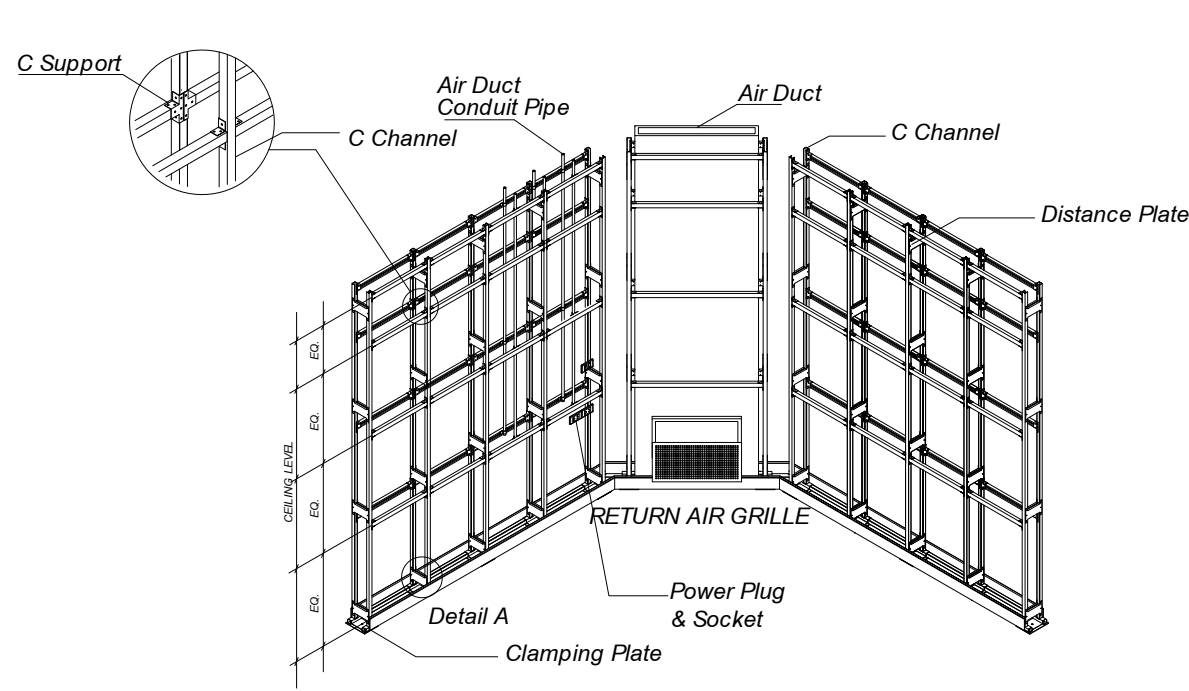 C Support
Air Duct
Conduit Pipe
Air Duct
C Channel
C Channel
Distance Plate
EQ.
EQ.
CEILING LEVEL
EQ.
EQ.
RETURN AIR GRILLE
Power Plug
& Socket
Detail A
Clamping Plate